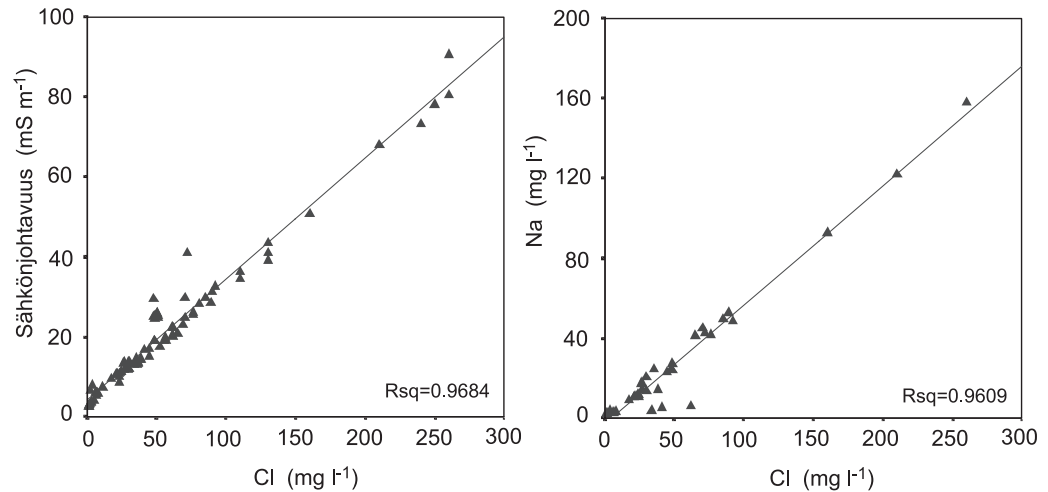 100
80
60
40
20
0
Sähkönjohtavuus (mS m⁻¹)
Rsq=0.9684
0 50 100 150 200 250 300
Cl (mg l⁻¹)
200
160
120
80
40
0
Na (mg l⁻¹)
Rsq=0.9609
0 50 100 150 200 250 300
Cl (mg l⁻¹)